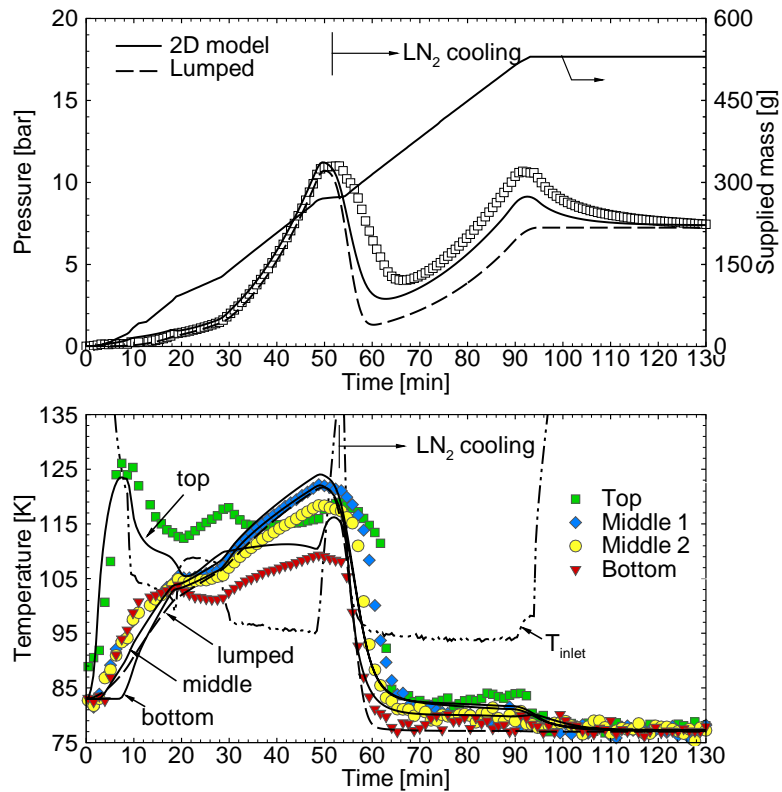 20
600
2D model
LN2 cooling
Lumped
15
450
Pressure [bar]
10
300
Supplied mass [g]
5
150
0
0
0 10 20 30 40 50 60 70 80 90 100 110 120 130
Time [min]
135
LN2 cooling
125
top
Top
Middle 1
Middle 2
Bottom
Temperature [K]
115
105
95
Tinlet
lumped
middle
85
bottom
75
0 10 20 30 40 50 60 70 80 90 100 110 120 130
Time [min]